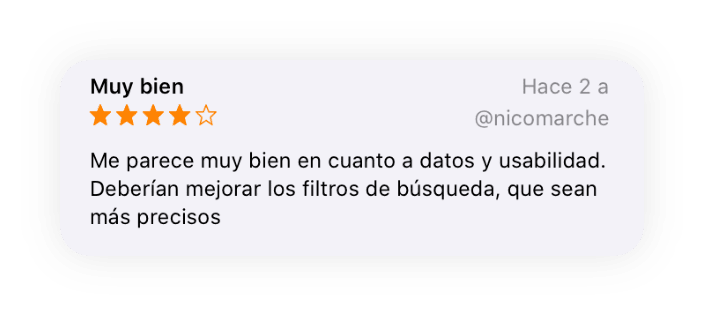 Muy bien
Hace 2 a
@nicomarche
Me parece muy bien en cuanto a datos y usabilidad.
Deberían mejorar los filtros de búsqueda, que sean
más precisos